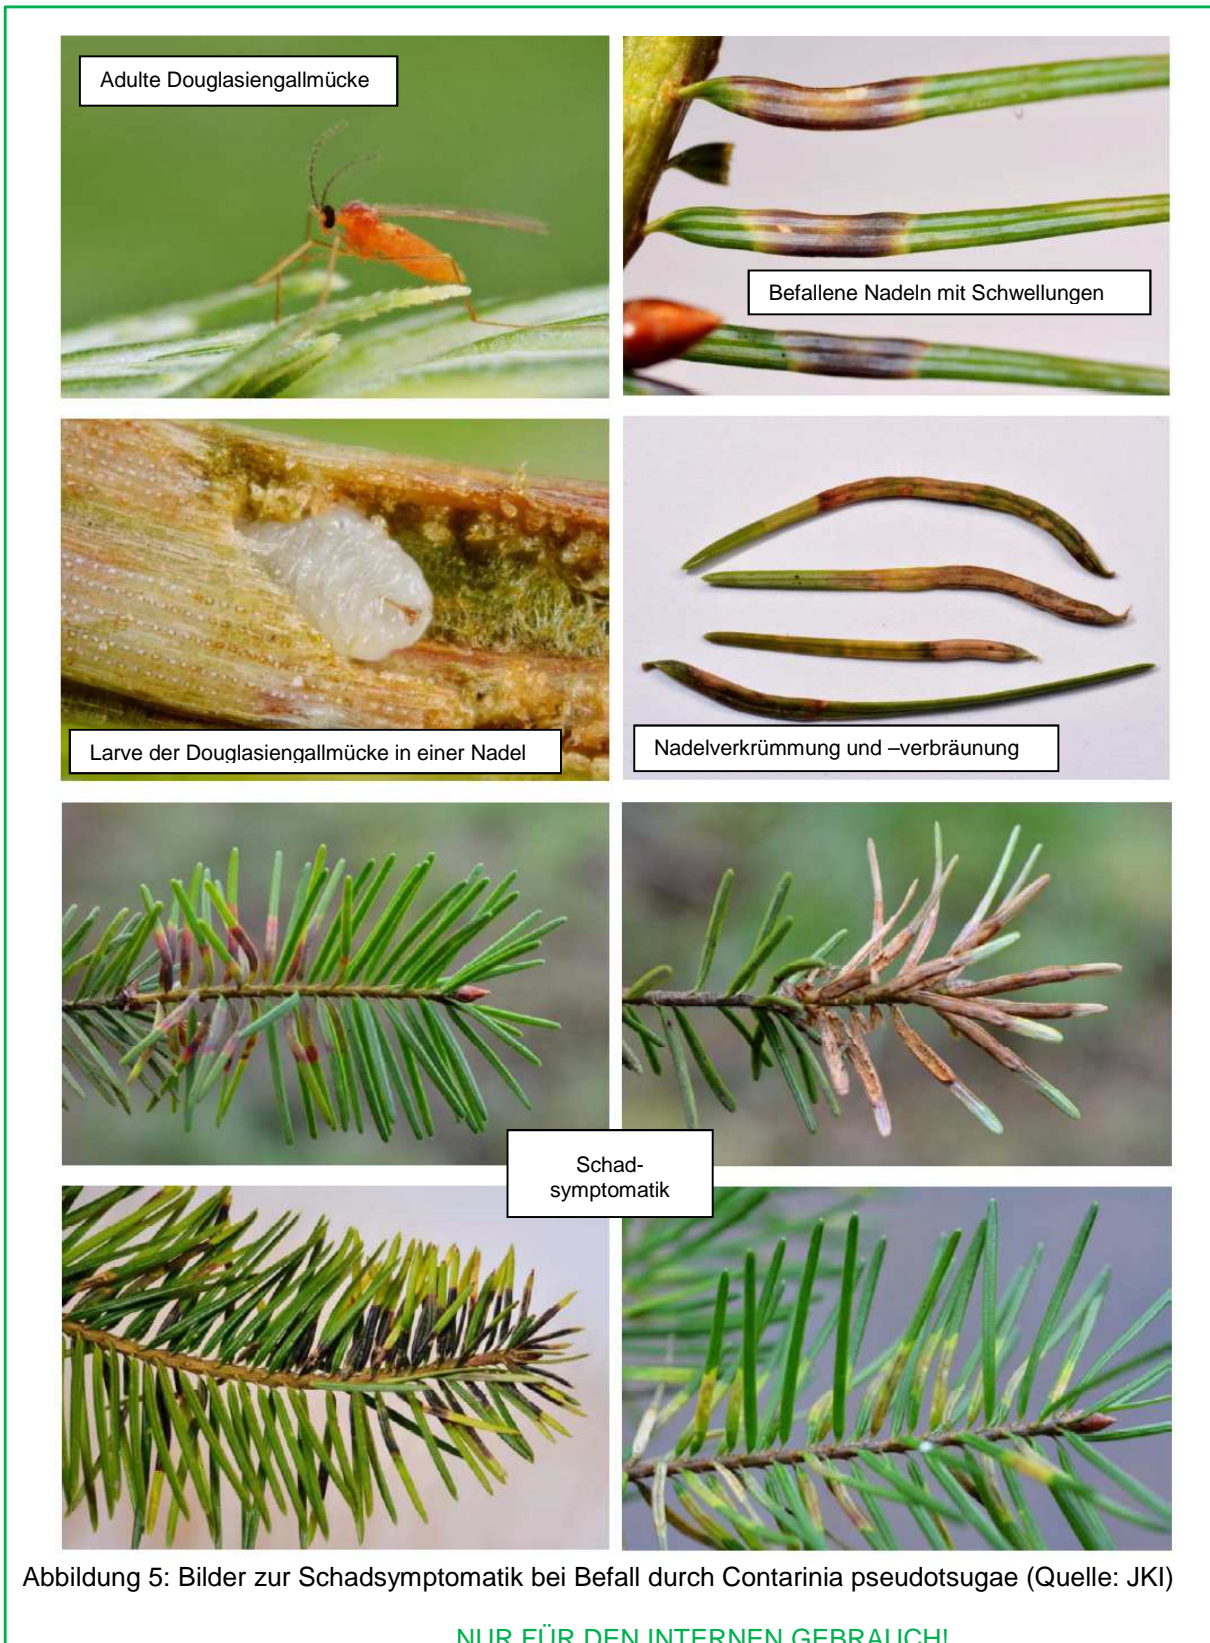 Adulte Douglasiengallmücke
Befallene Nadeln mit Schwellungen
Larve der Douglasiengallmücke in einer Nadel
Nadelverkrümmung und –verbräunung
Schad-
symptomatik
Abbildung 5: Bilder zur Schadsymptomatik bei Befall durch Contarinia pseudotsugae (Quelle: JKI)
NUR FÜR DEN INTERNEN GEBRAUCH!